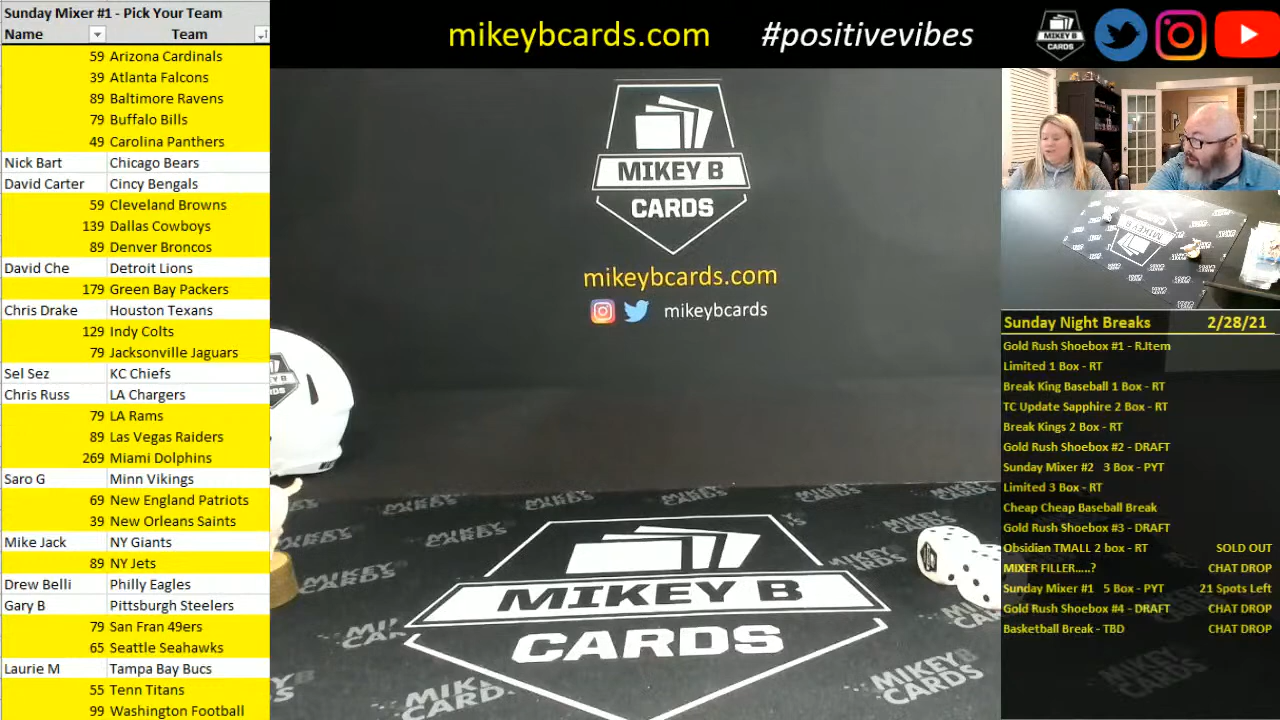 Sunday Mixer #1 - Pick Your Team
Name Team
59 Arizona Cardinals
39 Atlanta Falcons
89 Baltimore Ravens
79 Buffalo Bills
49 Carolina Panthers
Nick Bart Chicago Bears
David Carter Cincy Bengals
59 Cleveland Browns
139 Dallas Cowboys
89 Denver Broncos
David Che Detroit Lions
179 Green Bay Packers
Chris Drake Houston Texans
129 Indy Colts
79 Jacksonville Jaguars
Sel Sez KC Chiefs
Chris Russ LA Chargers
79 LA Rams
89 Las Vegas Raiders
269 Miami Dolphins
Saro G Minn Vikings
69 New England Patriots
39 New Orleans Saints
Mike Jack NY Giants
89 NY Jets
Drew Belli Philly Eagles
Gary B Pittsburgh Steelers
79 San Fran 49ers
65 Seattle Seahawks
Laurie M Tampa Bay Bucs
55 Tenn Titans
99 Washington Football
mikeybcards.com #positivevibes
MIKEY B
CARDS
MIKEY B
CARDS
mikeybcards.com
mikeybcards
MIKEY B
CARDS
MIKEY B
CARDS
Sunday Night Breaks 2/28/21
Gold Rush Shoebox #1 - R.Item
Limited 1 Box - RT
Break King Baseball 1 Box - RT
TC Update Sapphire 2 Box - RT
Break Kings 2 Box - RT
Gold Rush Shoebox #2 - DRAFT
Sunday Mixer #2 3 Box - PYT
Limited 3 Box - RT
Cheap Cheap Baseball Break
Gold Rush Shoebox #3 - DRAFT
Obsidian TMALL 2 box - RT SOLD OUT
MIXER FILLER.....? CHAT DROP
Sunday Mixer #1 5 Box - PYT 21 Spots Left
Gold Rush Shoebox #4 - DRAFT CHAT DROP
Basketball Break - TBD CHAT DROP